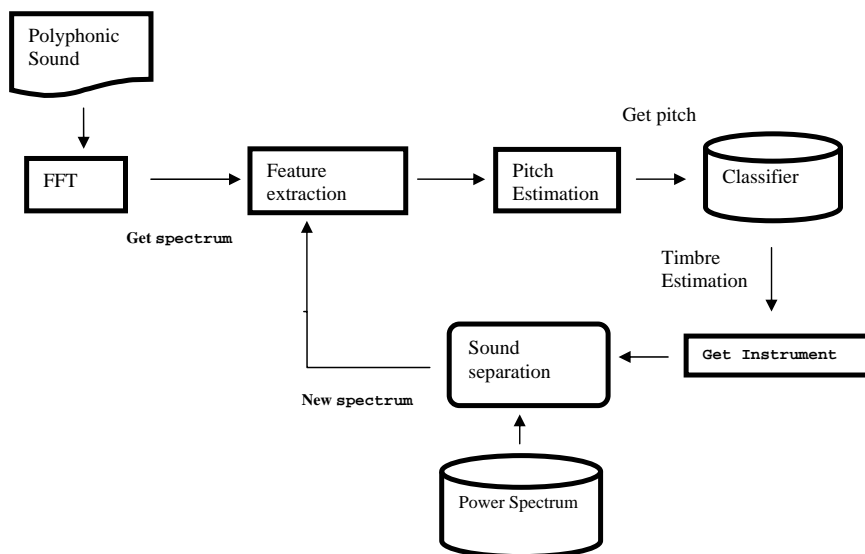 Polyphonic
Sound
Get pitch
FFT
Feature
extraction
Pitch
Estimation
Classifier
Get spectrum
Timbre
Estimation
Sound
separation
Get Instrument
New spectrum
Power Spectrum